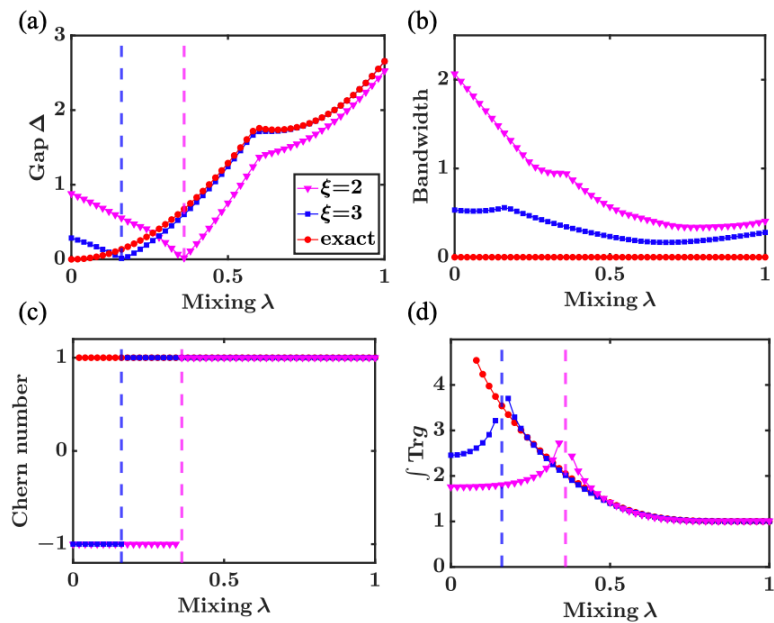 (a)
3
2
1
0
Gap Δ
0
0.5
1
Mixing λ
ξ=2
ξ=3
exact
(b)
2
1
0
Bandwidth
0
0.5
1
Mixing λ
(c)
1
0
−1
Chern number
0
0.5
1
Mixing λ
(d)
4
3
2
1
0
∫ Trg
0
0.5
1
Mixing λ